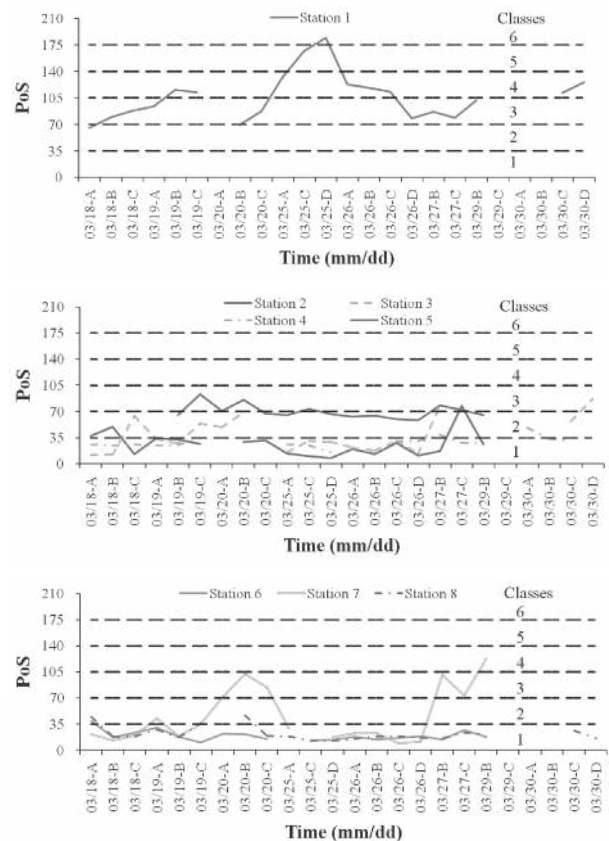 Station 1
Classes
PoS
210
175
140
105
70
35
0
6
5
4
3
2
1
03/18-A
03/18-B
03/18-C
03/19-A
03/19-B
03/19-C
03/20-A
03/20-B
03/20-C
03/25-A
03/25-C
03/25-D
03/26-A
03/26-B
03/26-C
03/26-D
03/27-B
03/27-C
03/29-B
03/29-C
03/30-A
03/30-B
03/30-C
03/30-D
Time (mm/dd)
Station 2 Station 3
Station 4 Station 5
Classes
PoS
210
175
140
105
70
35
0
6
5
4
3
2
1
03/18-A
03/18-B
03/18-C
03/19-A
03/19-B
03/19-C
03/20-A
03/20-B
03/20-C
03/25-A
03/25-C
03/25-D
03/26-A
03/26-B
03/26-C
03/26-D
03/27-B
03/27-C
03/29-B
03/29-C
03/30-A
03/30-B
03/30-C
03/30-D
Time (mm/dd)
Station 6 Station 7 Station 8
Classes
PoS
210
175
140
105
70
35
0
6
5
4
3
2
1
03/18-A
03/18-B
03/18-C
03/19-A
03/19-B
03/19-C
03/20-A
03/20-B
03/20-C
03/25-A
03/25-C
03/25-D
03/26-A
03/26-B
03/26-C
03/26-D
03/27-B
03/27-C
03/29-B
03/29-C
03/30-A
03/30-B
03/30-C
03/30-D
Time (mm/dd)